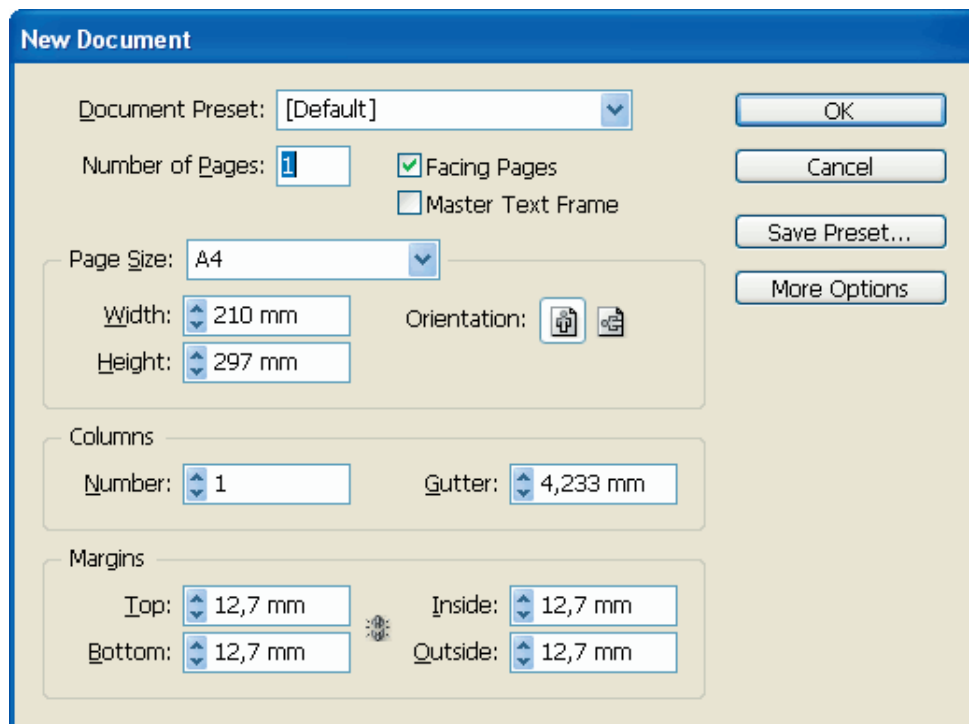 New Document
Document Preset: [Default] OK
Number of Pages: 1 Facing Pages Cancel
Master Text Frame
Save Preset...
Page Size: A4
More Options
Width: 210 mm Orientation:
Height: 297 mm
Columns
Number: 1 Gutter: 4,233 mm
Margins
Top: 12,7 mm Inside: 12,7 mm
Bottom: 12,7 mm Outside: 12,7 mm